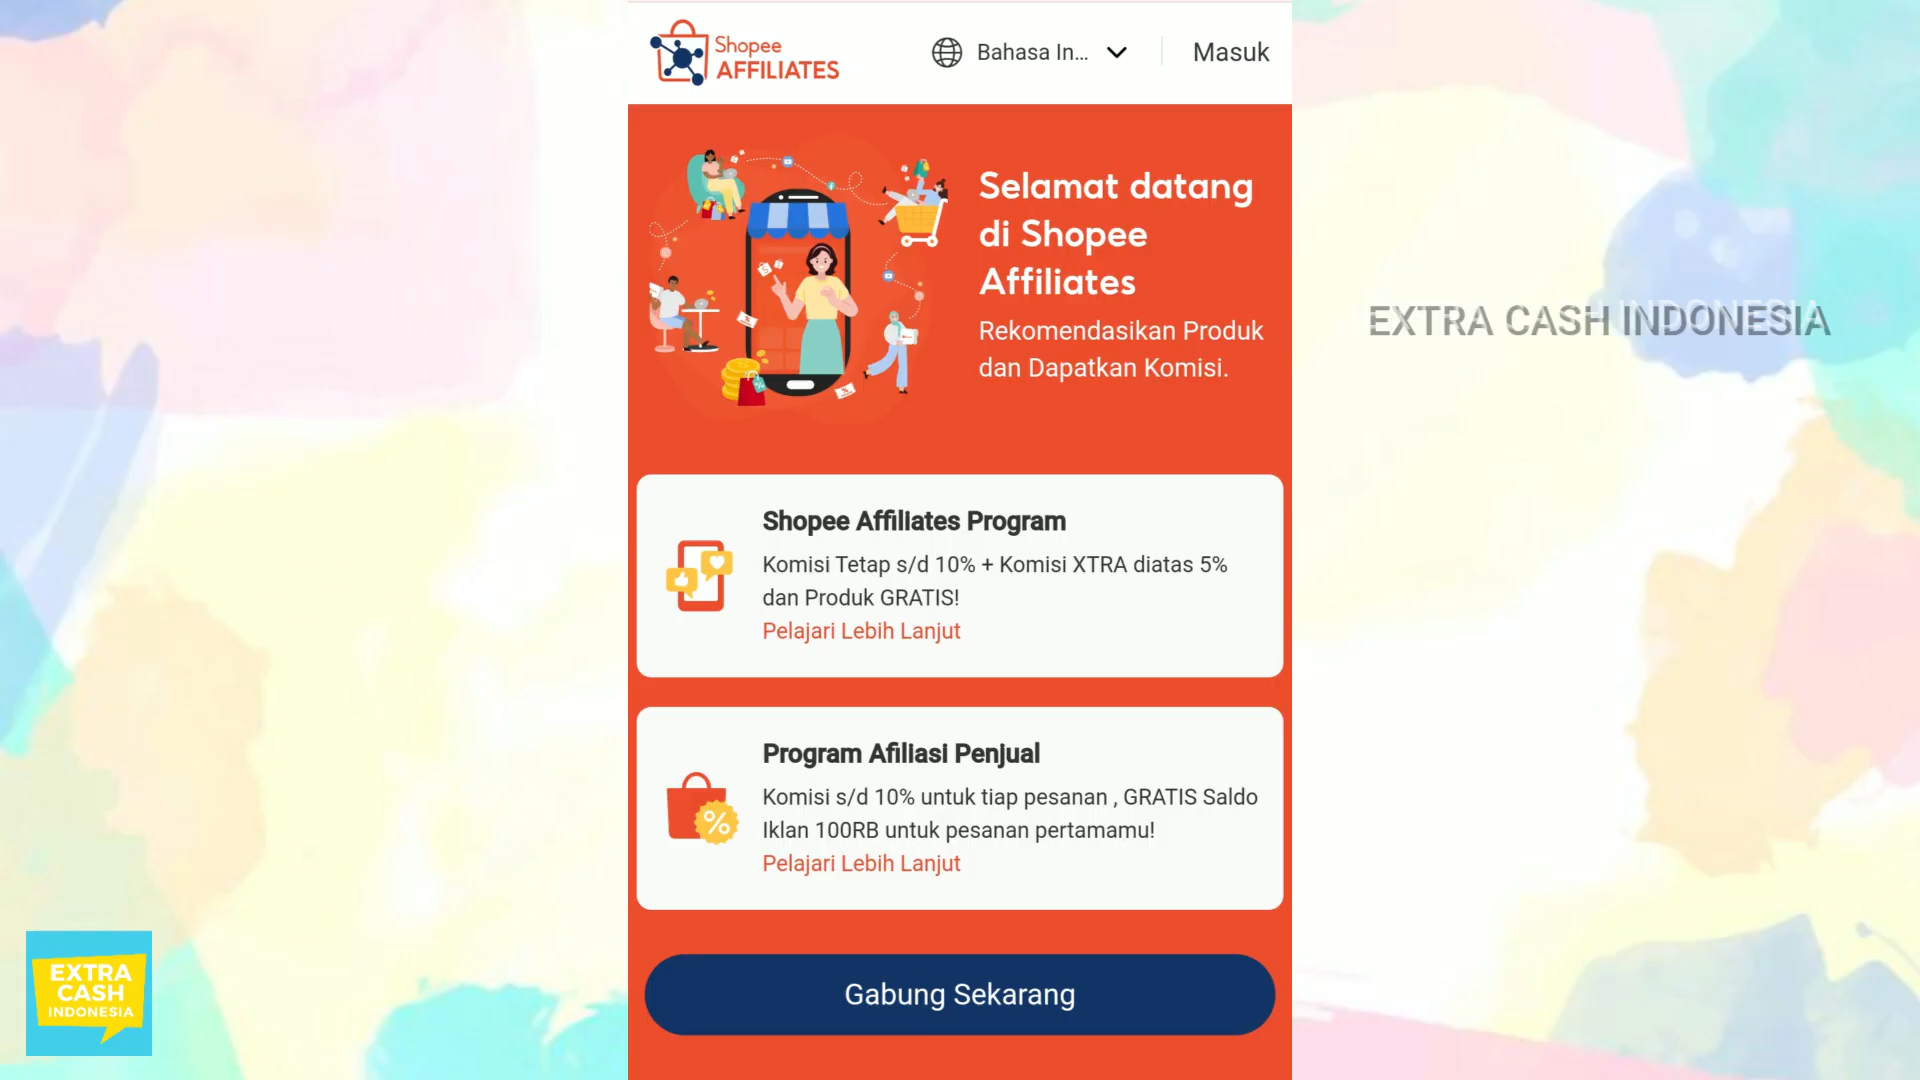 Shopee
AFFILIATES
Bahasa In...
Masuk
Selamat datang
di Shopee
Affiliates
Rekomendasikan Produk
dan Dapatkan Komisi.
EXTRA CASH INDONESIA
Shopee Affiliates Program
Komisi Tetap s/d 10% + Komisi XTRA diatas 5%
dan Produk GRATIS!
Pelajari Lebih Lanjut
Program Afiliasi Penjual
Komisi s/d 10% untuk tiap pesanan , GRATIS Saldo
Iklan 100RB untuk pesanan pertamamu!
Pelajari Lebih Lanjut
Gabung Sekarang
EXTRA
CASH
INDONESIA